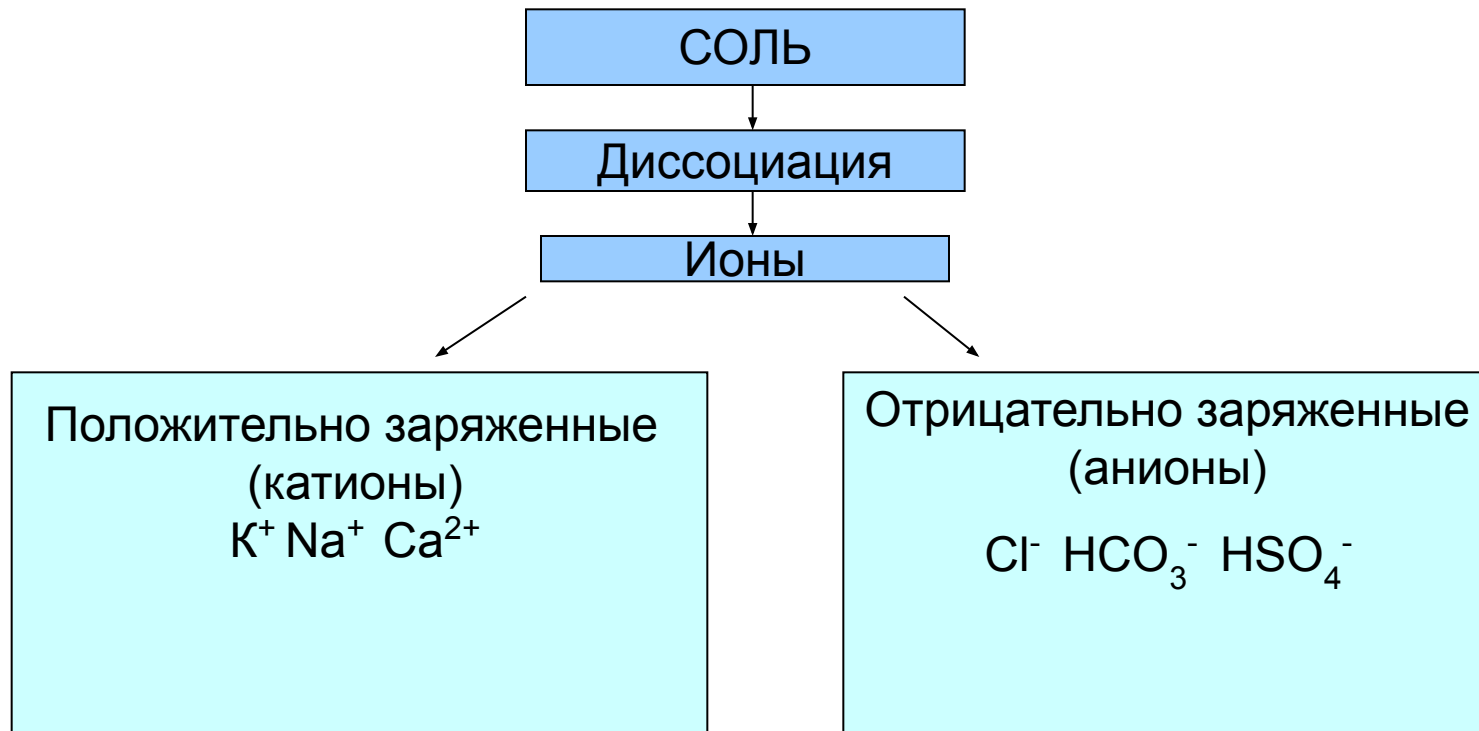 СОЛЬ
Диссоциация
Ионы
Положительно заряженные
(катионы)
К⁺ Na⁺ Ca²⁺
Отрицательно заряженные
(анионы)
Cl⁻ HCO₃⁻ HSO₄⁻